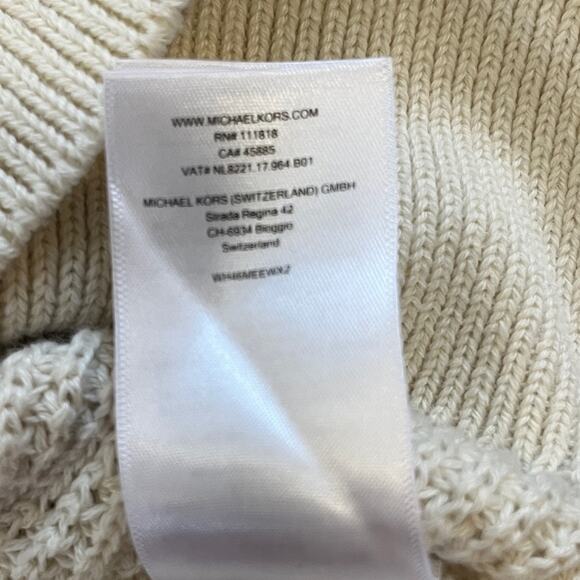 WWW.MICHAELKORS.COM
RN# 111818
CA# 45885
VAT# NL8221.17.964.B01
MICHAEL KORS (SWITZERLAND) GMBH
Strada Regina 42
CH-6934 Bioggio
Switzerland